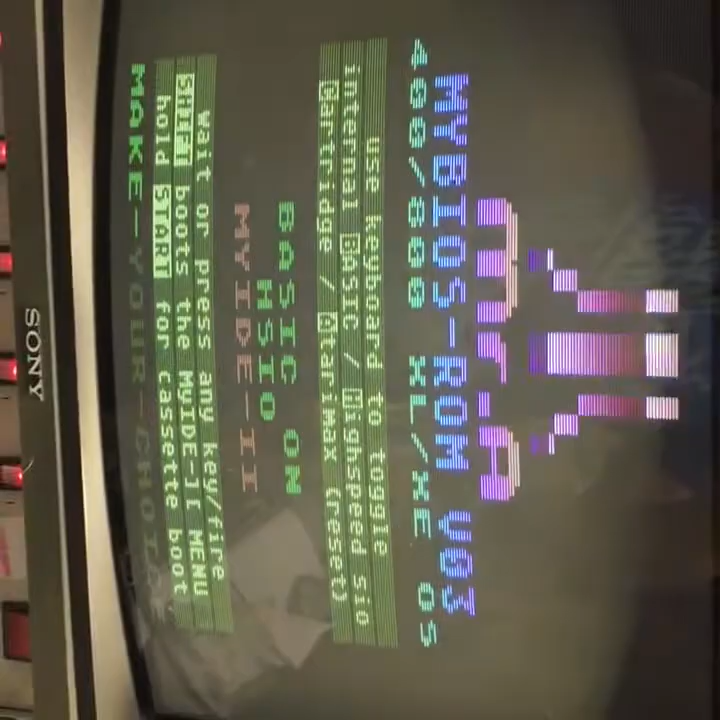 ATARI
MYBIOS-ROM V03
400/800 XL/XE OS
use keyboard to toggle
internal BASIC / Highspeed sio
Cartridge / Atarimax (reset)
BASIC ON
HSIO
MYIDE-II
wait or press any key/fire
SHIFT boots the MyIDE-II MENU
hold START for cassette boot
MAKE-YOUR-CHOICE
SONY